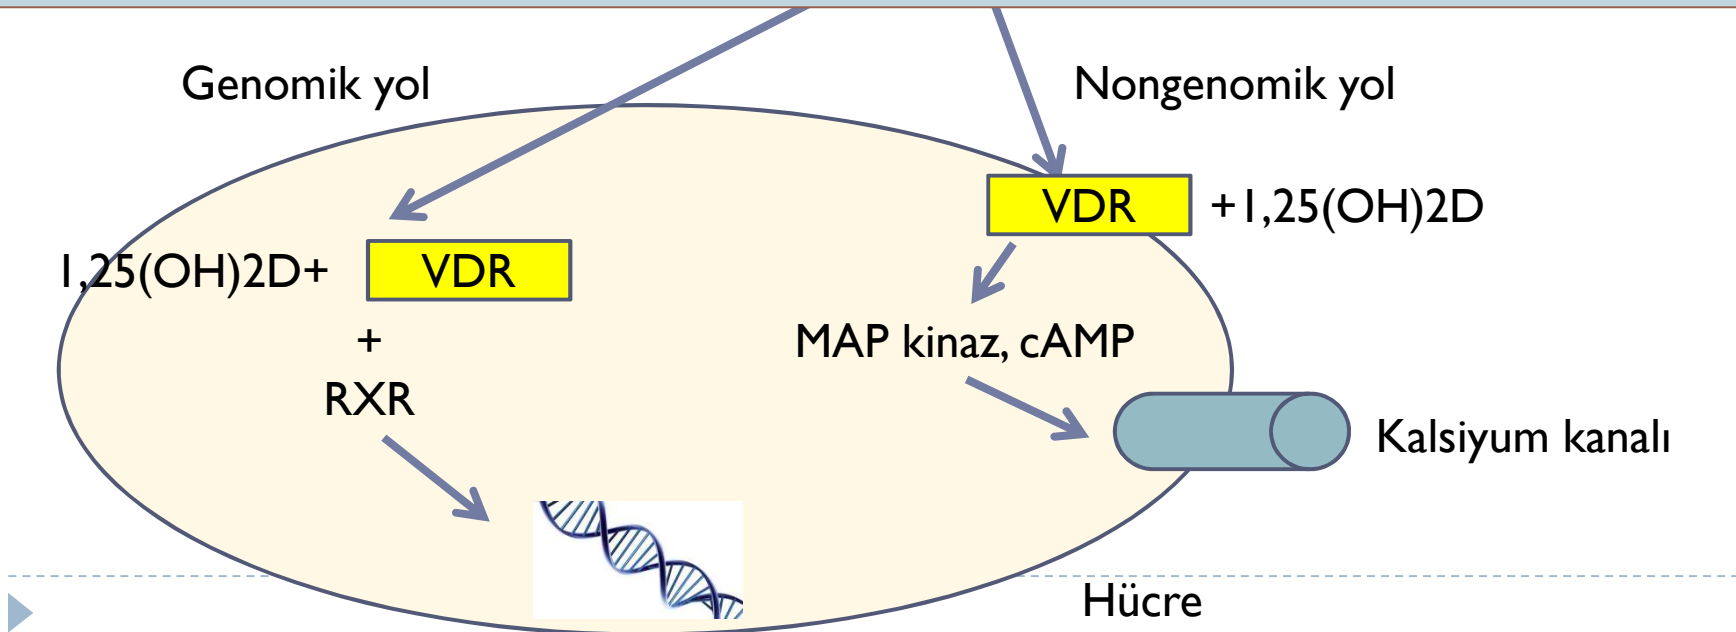 Genomik yol
Nongenomik yol
VDR +1,25(OH)2D
1,25(OH)2D+ VDR
+
RXR
MAP kinaz, cAMP
Kalsiyum kanalı
Hücre